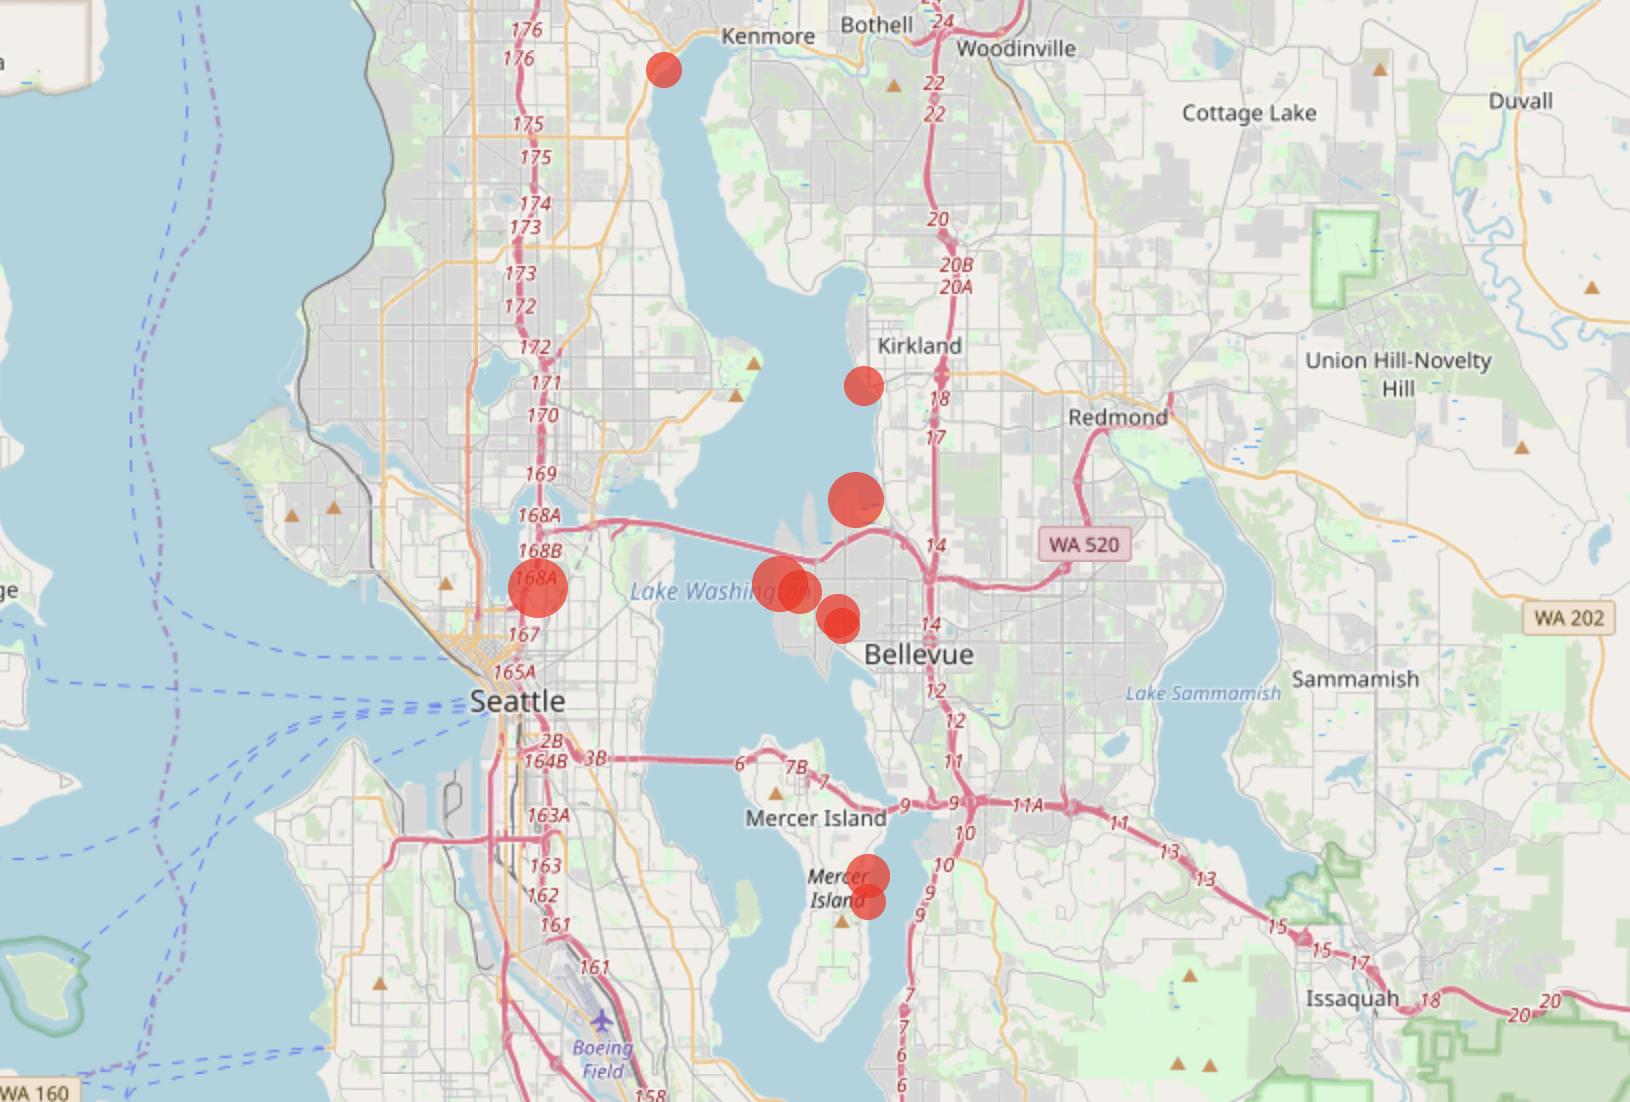 24
176
Kenmore
Bothell
24
Woodinville
176
22
22
Cottage Lake
Duvall
175
175
174
173
20
173
20B
20A
172
172
Kirkland
Union Hill-Novelty
Hill
171
170
18
Redmond
17
169
168A
168B
14
WA 520
168A
Lake Washington
WA 202
167
14
Bellevue
165A
Seattle
12
Lake Sammamish
Sammamish
12
2B
164B
3B
6
7B
7
11
9
9
11A
11
Mercer Island
163A
10
13
163
10
13
Mercer
Island
162
9
9
161
15
15
161
17
7
Issaquah
18
20
20
7
Boeing
Field
6
6
158
WA 160